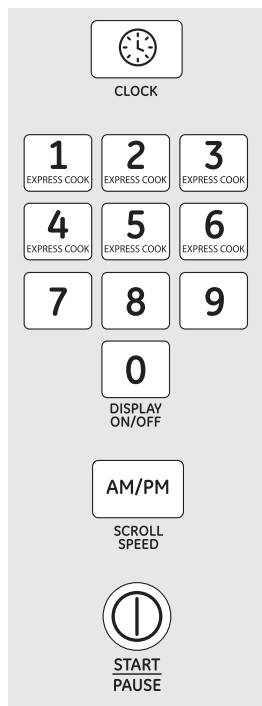 CLOCK
1 2 3
EXPRESS COOK EXPRESS COOK EXPRESS COOK
4 5 6
EXPRESS COOK EXPRESS COOK EXPRESS COOK
7 8 9
0
DISPLAY
ON/OFF
AM/PM
SCROLL
SPEED
START
PAUSE